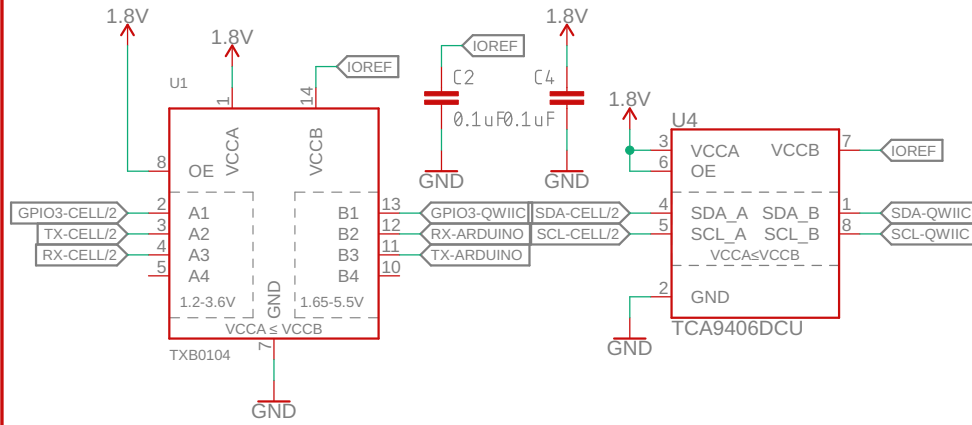 1.8V
1.8V
1.8V
IOREF
IOREF
U1
C2
C4
0.1uF
0.1uF
GND
GND
1
14
VCCA
VCCB
8
OE
GPIO3-CELL/2
2
A1
B1
13
GPIO3-QWIIC
TX-CELL/2
3
A2
B2
12
RX-ARDUINO
RX-CELL/2
4
A3
B3
11
TX-ARDUINO
5
A4
B4
10
1.2-3.6V
GND
1.65-5.5V
VCCA ≤ VCCB
TXB0104
7
GND
1.8V
U4
3
VCCA
VCCB
7
IOREF
6
OE
SDA-CELL/2
4
SDA_A
SDA_B
1
SDA-QWIIC
SCL-CELL/2
5
SCL_A
SCL_B
8
SCL-QWIIC
VCCA≤VCCB
2
GND
TCA9406DCU
GND